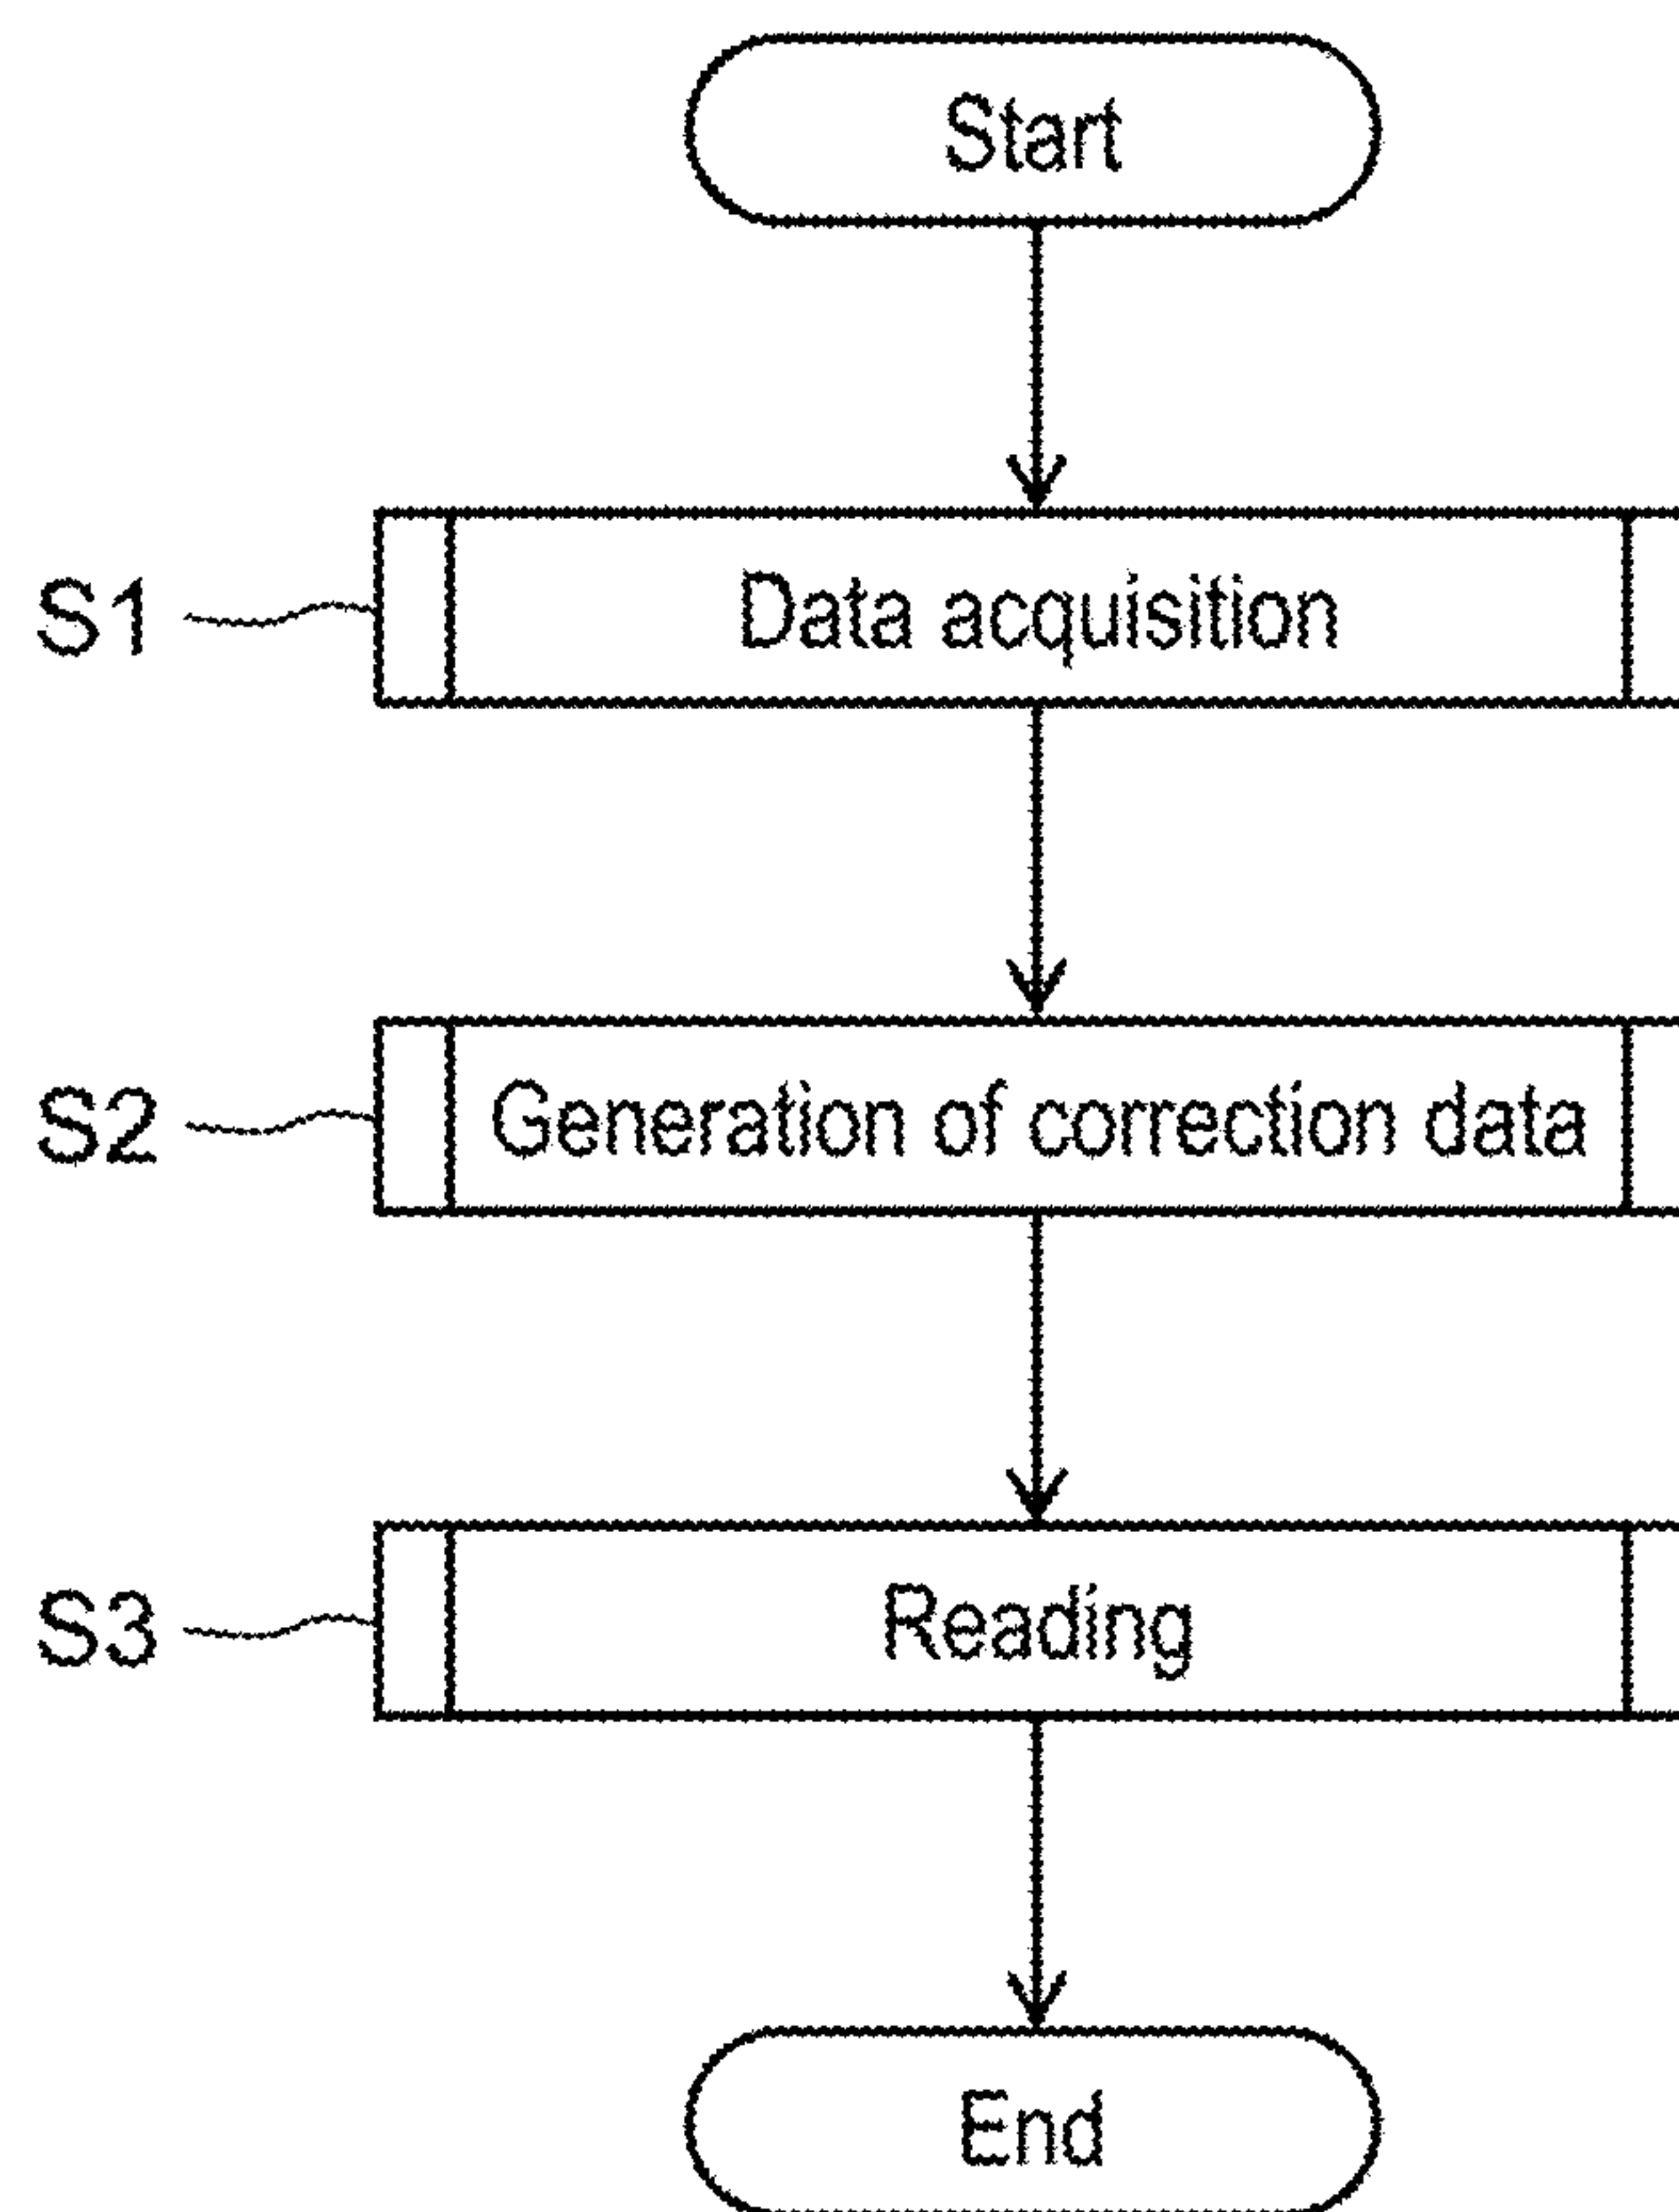 Start
S1 Data acquisition
S2 Generation of correction data
S3 Reading
End